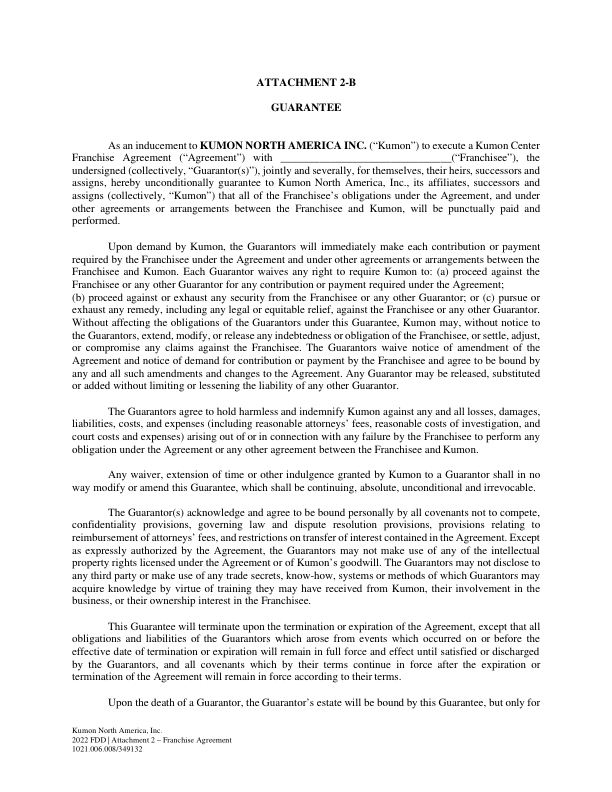 ATTACHMENT 2-B
GUARANTEE
As an inducement to KUMON NORTH AMERICA INC. (“Kumon”) to execute a Kumon Center
Franchise Agreement (“Agreement”) with ________________________________(“Franchisee”), the
undersigned (collectively, “Guarantor(s)”), jointly and severally, for themselves, their heirs, successors and
assigns, hereby unconditionally guarantee to Kumon North America, Inc., its affiliates, successors and
assigns (collectively, “Kumon”) that all of the Franchisee’s obligations under the Agreement, and under
other agreements or arrangements between the Franchisee and Kumon, will be punctually paid and
performed.
Upon demand by Kumon, the Guarantors will immediately make each contribution or payment
required by the Franchisee under the Agreement and under other agreements or arrangements between the
Franchisee and Kumon. Each Guarantor waives any right to require Kumon to: (a) proceed against the
Franchisee or any other Guarantor for any contribution or payment required under the Agreement;
(b) proceed against or exhaust any security from the Franchisee or any other Guarantor; or (c) pursue or
exhaust any remedy, including any legal or equitable relief, against the Franchisee or any other Guarantor.
Without affecting the obligations of the Guarantors under this Guarantee, Kumon may, without notice to
the Guarantors, extend, modify, or release any indebtedness or obligation of the Franchisee, or settle, adjust,
or compromise any claims against the Franchisee. The Guarantors waive notice of amendment of the
Agreement and notice of demand for contribution or payment by the Franchisee and agree to be bound by
any and all such amendments and changes to the Agreement. Any Guarantor may be released, substituted
or added without limiting or lessening the liability of any other Guarantor.
The Guarantors agree to hold harmless and indemnify Kumon against any and all losses, damages,
liabilities, costs, and expenses (including reasonable attorneys’ fees, reasonable costs of investigation, and
court costs and expenses) arising out of or in connection with any failure by the Franchisee to perform any
obligation under the Agreement or any other agreement between the Franchisee and Kumon.
Any waiver, extension of time or other indulgence granted by Kumon to a Guarantor shall in no
way modify or amend this Guarantee, which shall be continuing, absolute, unconditional and irrevocable.
The Guarantor(s) acknowledge and agree to be bound personally by all covenants not to compete,
confidentiality provisions, governing law and dispute resolution provisions, provisions relating to
reimbursement of attorneys’ fees, and restrictions on transfer of interest contained in the Agreement. Except
as expressly authorized by the Agreement, the Guarantors may not make use of any of the intellectual
property rights licensed under the Agreement or of Kumon’s goodwill. The Guarantors may not disclose to
any third party or make use of any trade secrets, know-how, systems or methods of which Guarantors may
acquire knowledge by virtue of training they may have received from Kumon, their involvement in the
business, or their ownership interest in the Franchisee.
This Guarantee will terminate upon the termination or expiration of the Agreement, except that all
obligations and liabilities of the Guarantors which arose from events which occurred on or before the
effective date of termination or expiration will remain in full force and effect until satisfied or discharged
by the Guarantors, and all covenants which by their terms continue in force after the expiration or
termination of the Agreement will remain in force according to their terms.
Upon the death of a Guarantor, the Guarantor’s estate will be bound by this Guarantee, but only for
Kumon North America, Inc.
2022 FDD | Attachment 2 – Franchise Agreement
1021.006.008/349132